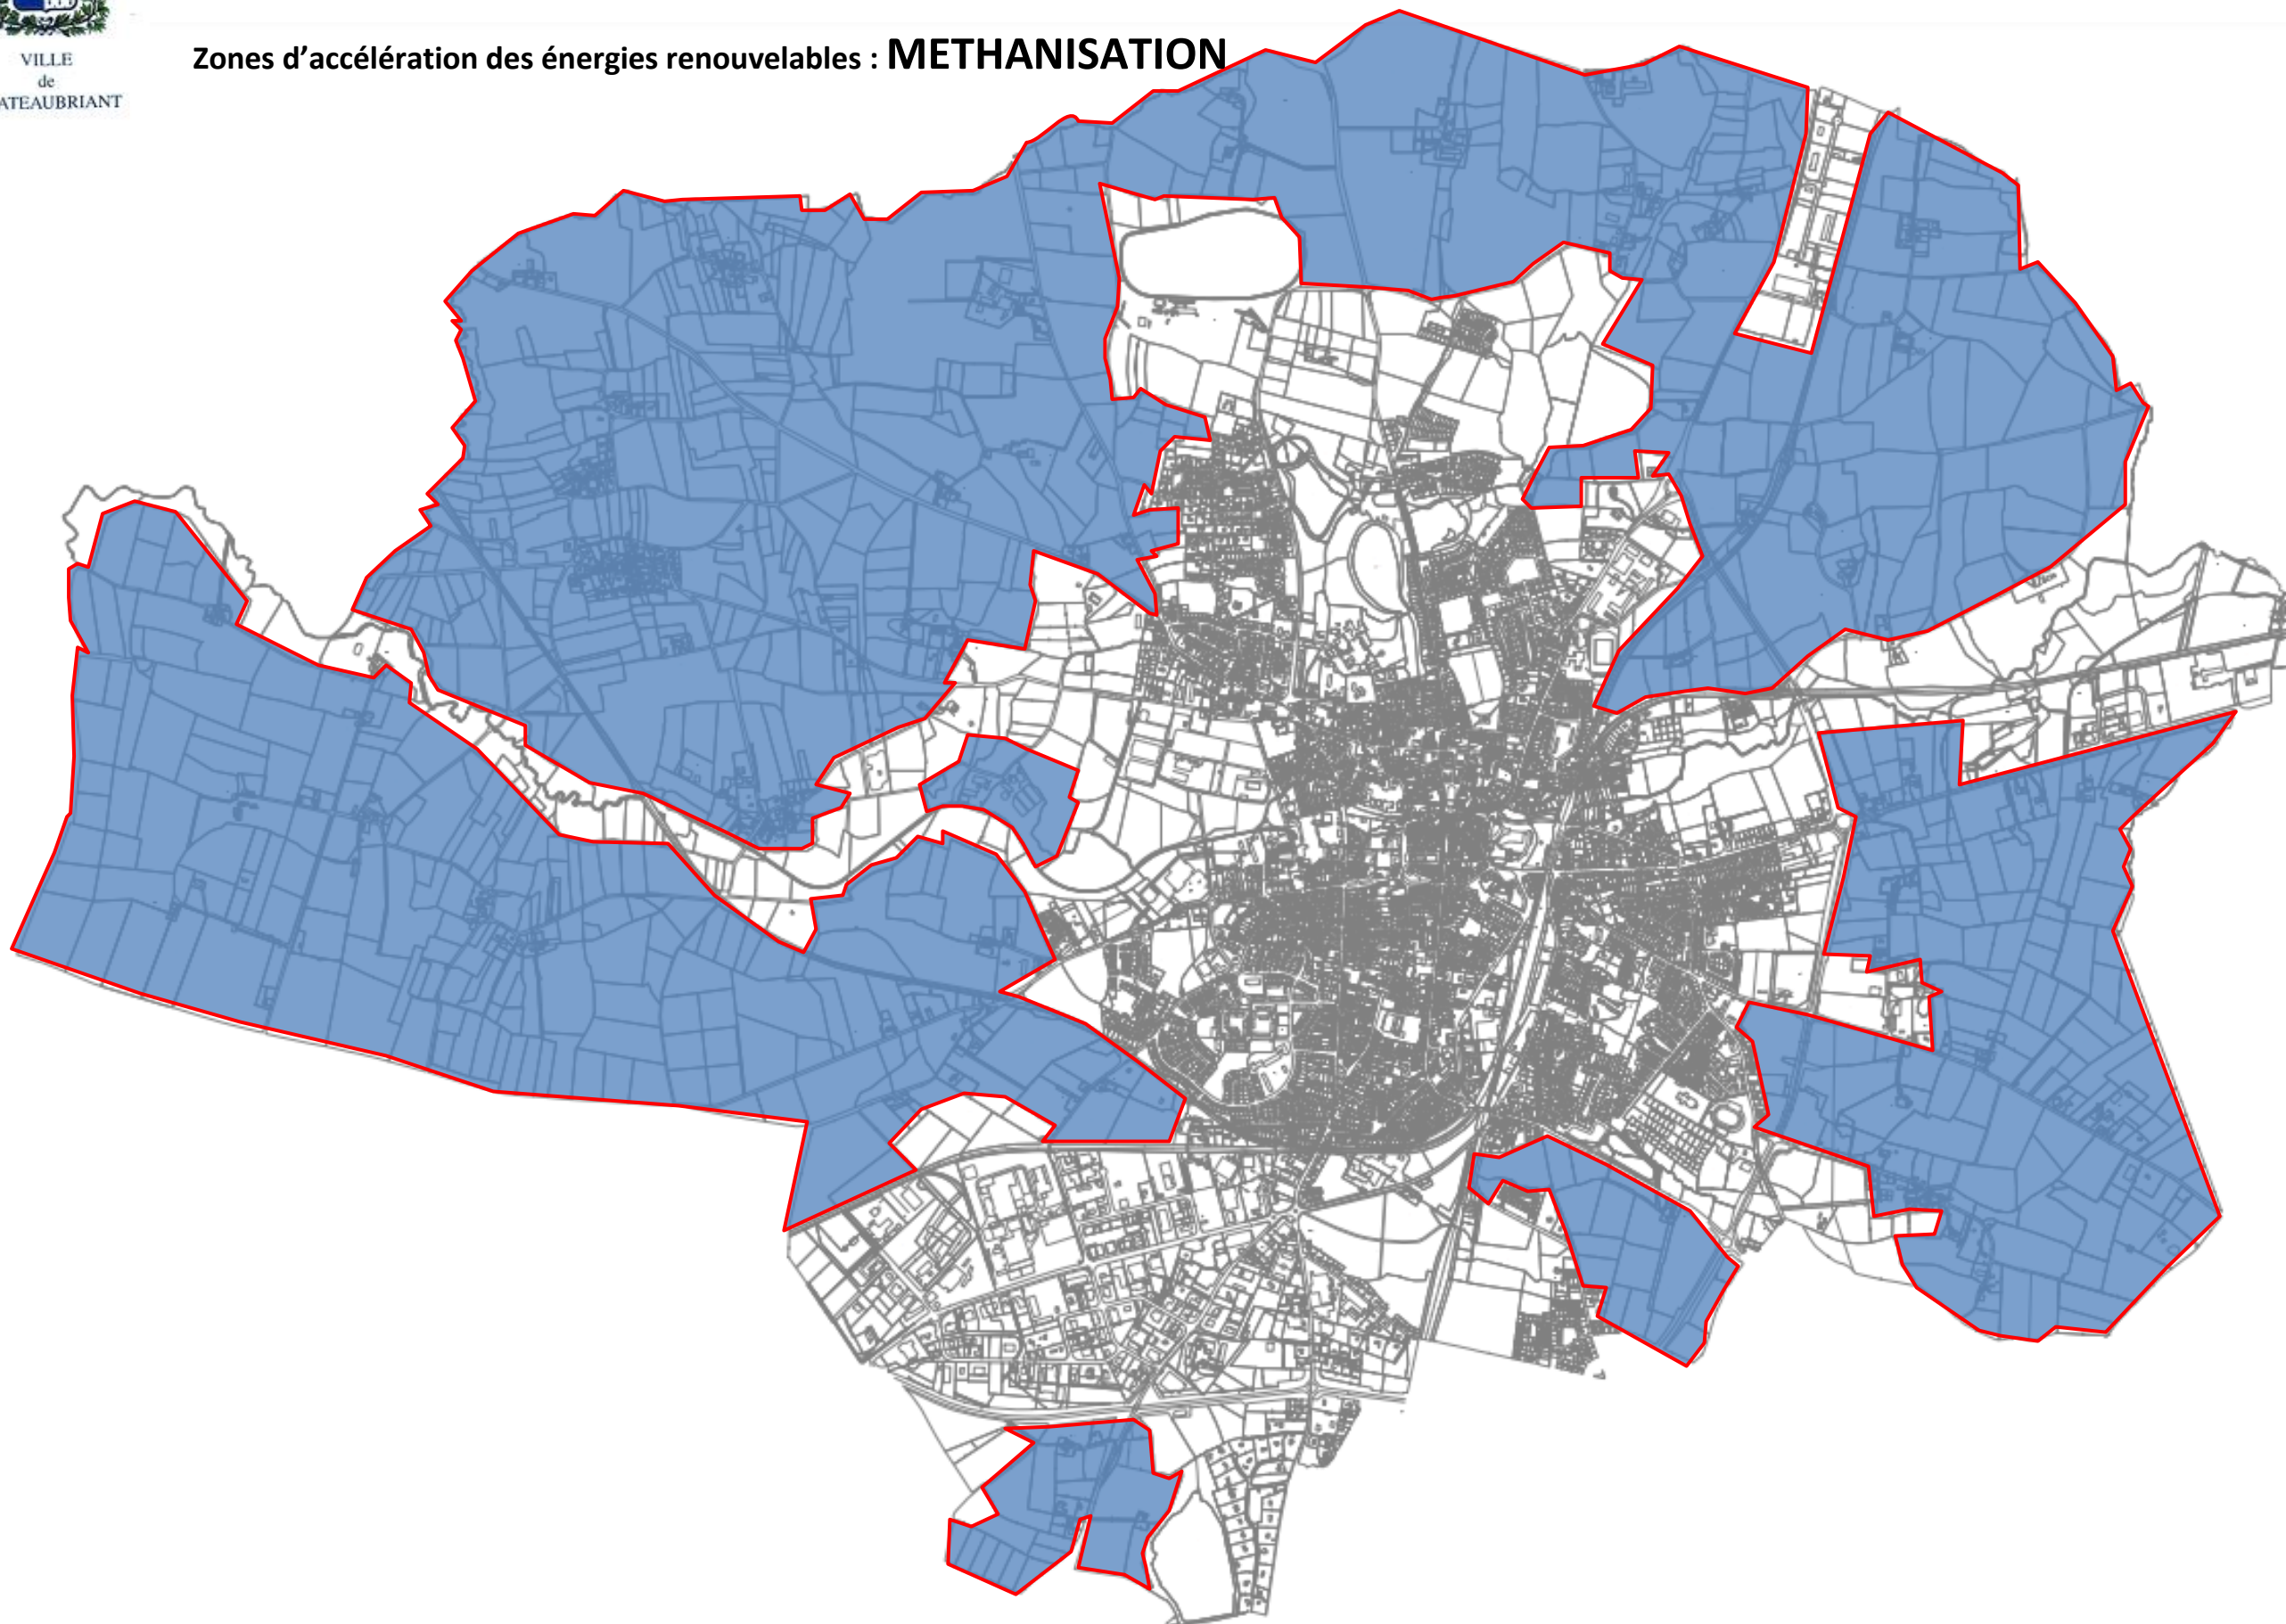 VILLE
de
ATEAUBRIANT
Zones d'accélération des énergies renouvelables : METHANISATION